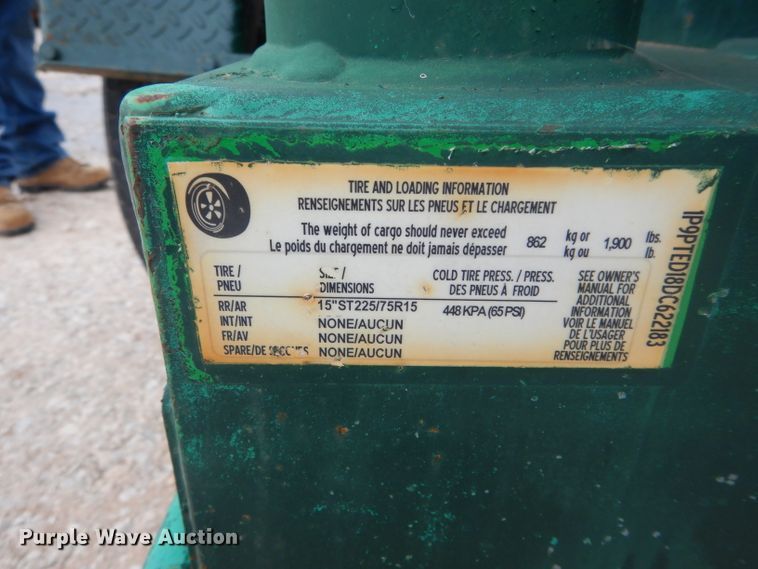 TIRE AND LOADING INFORMATION
RENSEIGNEMENTS SUR LES PNEUS ET LE CHARGEMENT
The weight of cargo should never exceed 862 kg or 1,900 lbs.
Le poids du chargement ne doit jamais dépasser kg ou lb.
TIRE / PNEU
DIMENSIONS
COLD TIRE PRESS. / PRESS. DES PNEUS À FROID
RR/AR 15"ST225/75R15 448 KPA (65 PSI)
INT/INT NONE/AUCUN
FR/AV NONE/AUCUN
SPARE/DE NONE/AUCUN
SEE OWNER'S
MANUAL FOR
ADDITIONAL
INFORMATION
VOIR LE MANUEL
DE L'USAGER
POUR PLUS DE
RENSEIGNEMENTS
1P9PTEDI8DC622183
Purple Wave Auction